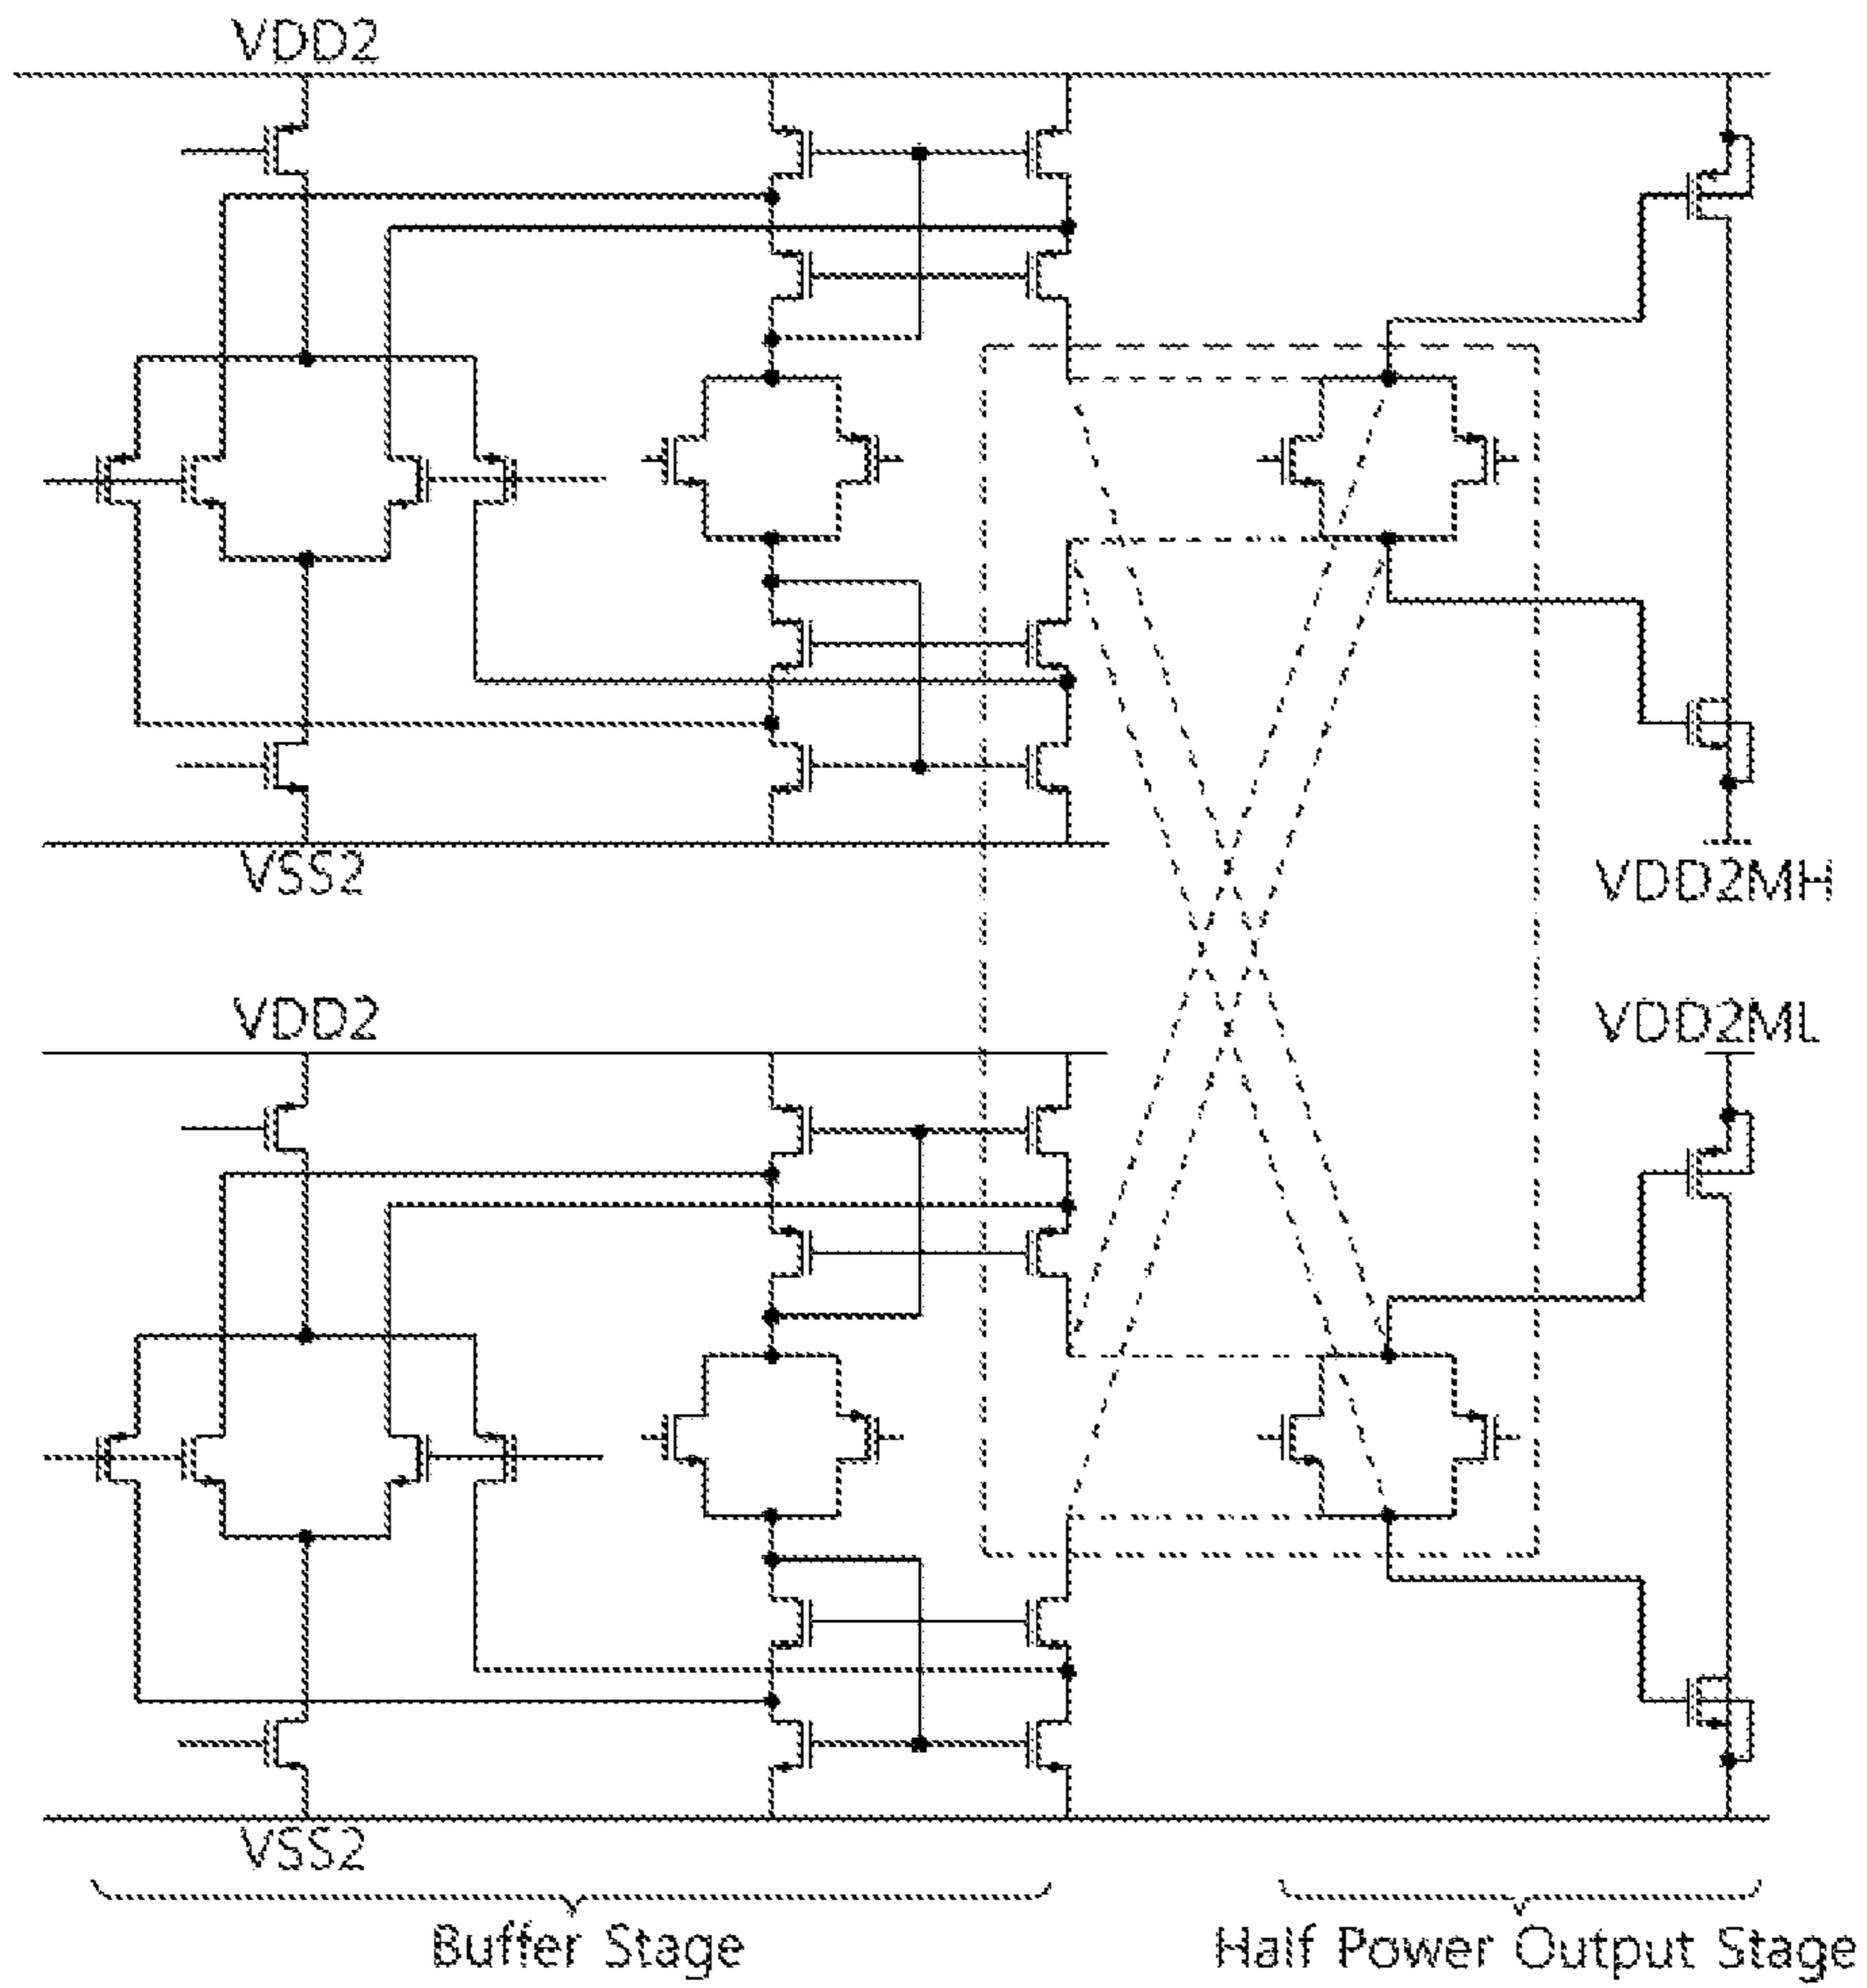 VDD2
VSS2
VDD2MH
VDD2
VDD2ML
VSS2
Buffer Stage
Half Power Output Stage